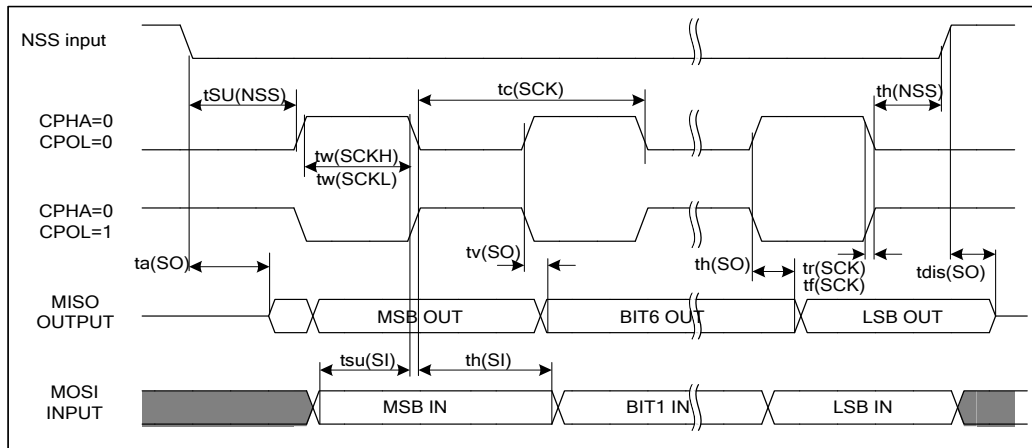 NSS input
tSU(NSS)
tc(SCK)
th(NSS)
CPHA=0
CPOL=0
tw(SCKH)
tw(SCKL)
CPHA=0
CPOL=1
ta(SO)
tv(SO)
th(SO)
tr(SCK)
tf(SCK)
tdis(SO)
MISO
OUTPUT
MSB OUT
BIT6 OUT
LSB OUT
tsu(SI)
th(SI)
MOSI
INPUT
MSB IN
BIT1 IN
LSB IN